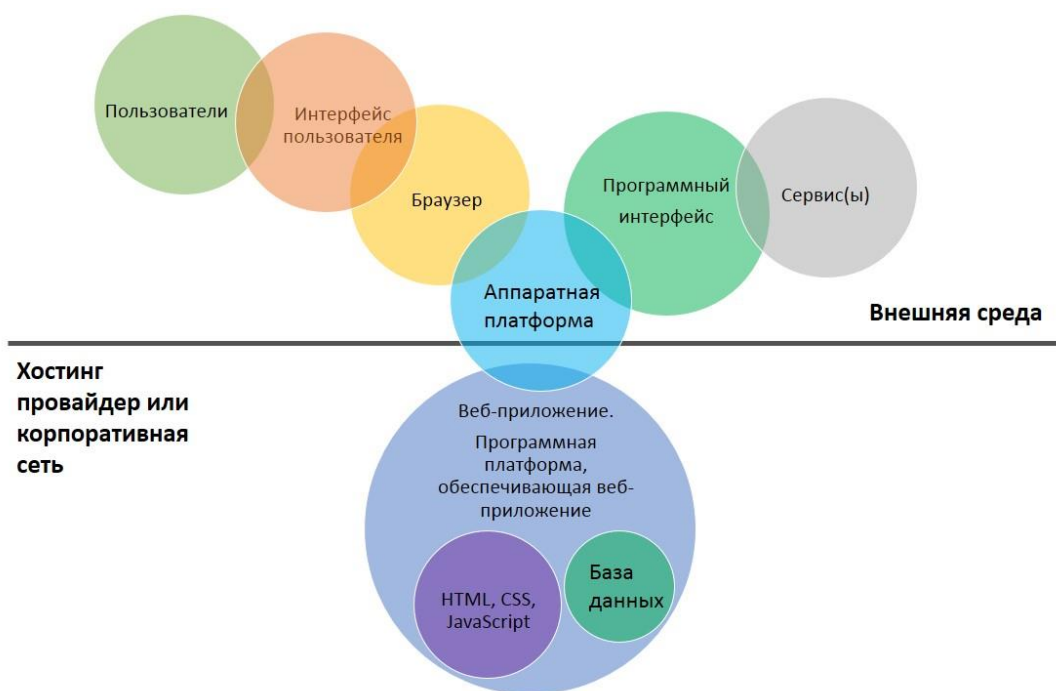 Пользователи
Интерфейс
пользователя
Браузер
Программный
интерфейс
Сервис(ы)
Аппаратная
платформа
Внешняя среда
Хостинг
провайдер или
корпоративная
сеть
Веб-приложение.
Программная
платформа,
обеспечивающая веб-
приложение
HTML, CSS,
JavaScript
База
данных